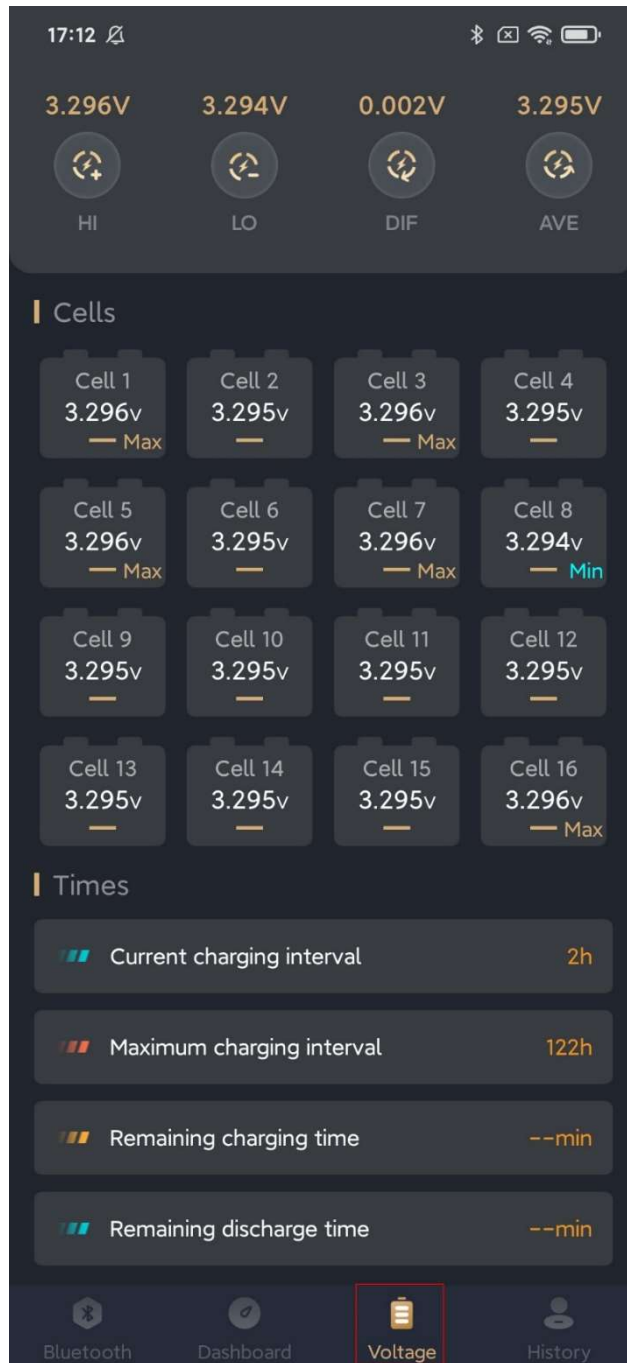 17:12
3.296V 3.294V 0.002V 3.295V
HI LO DIF AVE
Cells
Cell 1 Cell 2 Cell 3 Cell 4
3.296v 3.295v 3.296v 3.295v
Max Max
Cell 5 Cell 6 Cell 7 Cell 8
3.296v 3.295v 3.296v 3.294v
Max Max Min
Cell 9 Cell 10 Cell 11 Cell 12
3.295v 3.295v 3.295v 3.295v
Cell 13 Cell 14 Cell 15 Cell 16
3.295v 3.295v 3.295v 3.296v
Max
Times
Current charging interval 2h
Maximum charging interval 122h
Remaining charging time --min
Remaining discharge time --min
Bluetooth Dashboard Voltage History